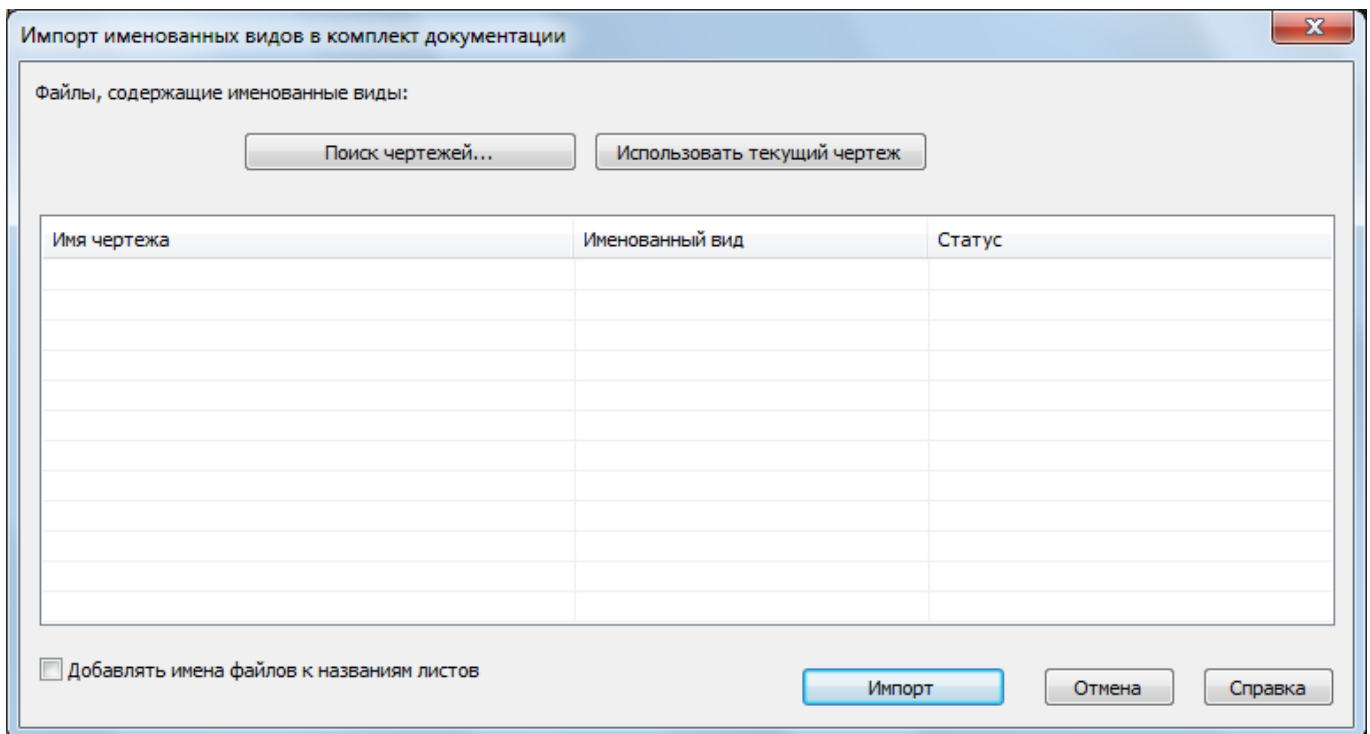 Импорт именованных видов в комплект документации
Файлы, содержащие именованные виды:
Поиск чертежей... Использовать текущий чертеж
Имя чертежа Именованный вид Статус
Добавлять имена файлов к названиям листов
Импорт Отмена Справка